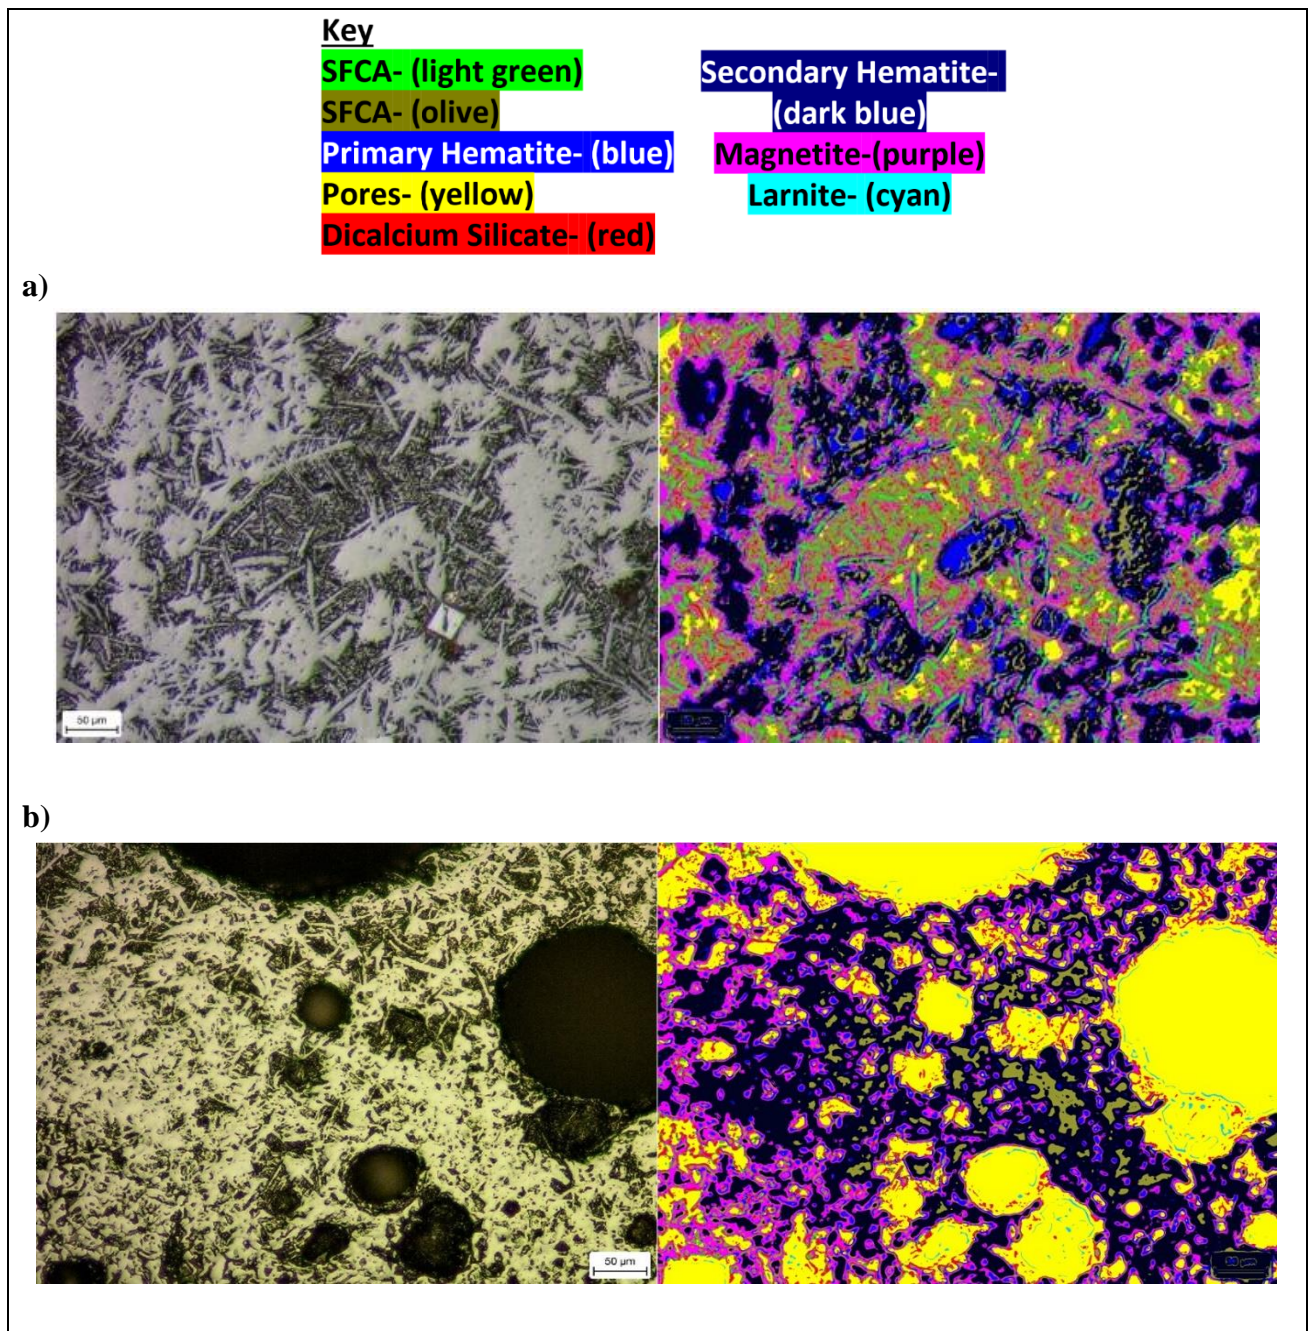 Key
SFCA- (light green)
SFCA- (olive)
Primary Hematite- (blue)
Pores- (yellow)
Dicalcium Silicate- (red)
Secondary Hematite-
(dark blue)
Magnetite-(purple)
Larnite- (cyan)
a)
50 µm
b)
50 µm